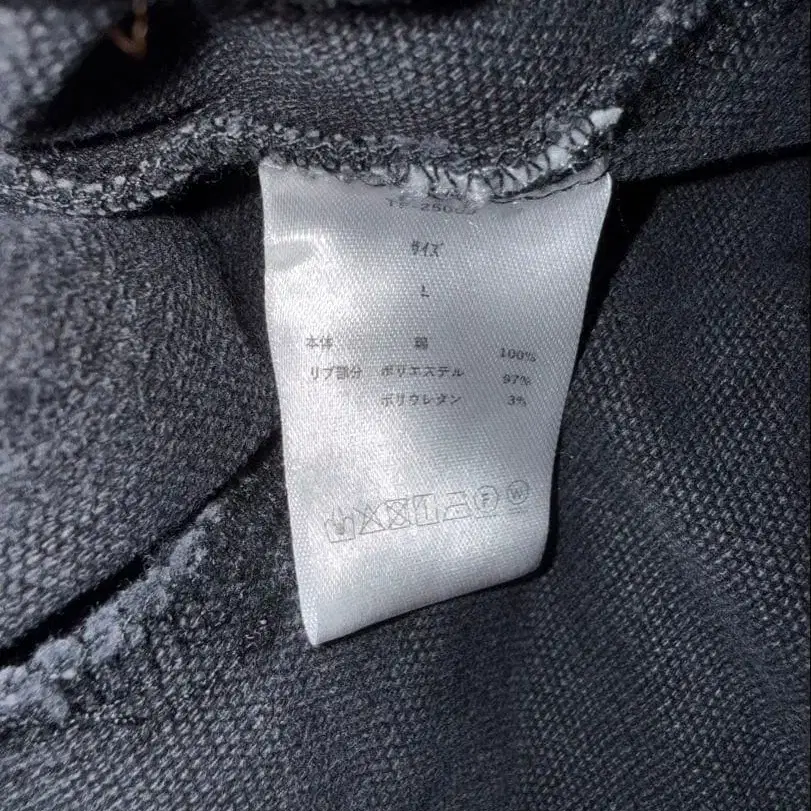 サイズ
L
本体 綿 100%
リブ部分 ポリエステル 97%
ポリウレタン 3%
F W